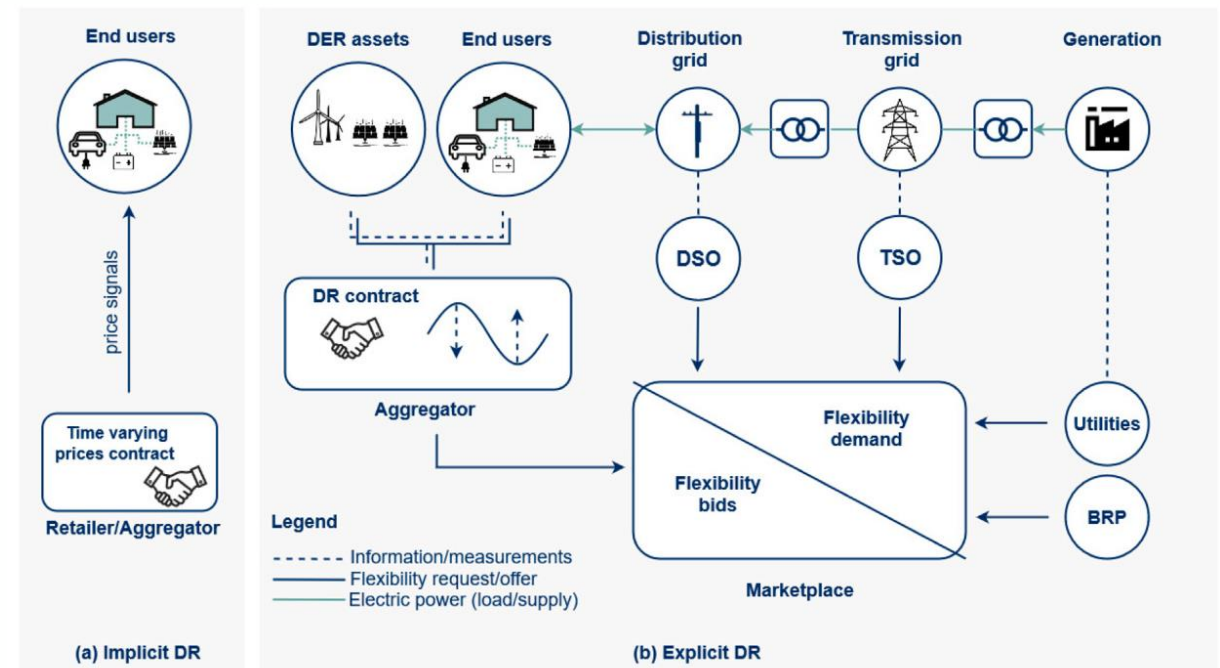 End users
price signals
Time varying
prices contract
Retailer/Aggregator
(a) Implicit DR
DER assets
End users
Distribution
grid
Transmission
grid
Generation
DSO
TSO
DR contract
Aggregator
Flexibility
demand
Flexibility
bids
Utilities
BRP
Marketplace
Legend
Information/measurements
Flexibility request/offer
Electric power (load/supply)
(b) Explicit DR